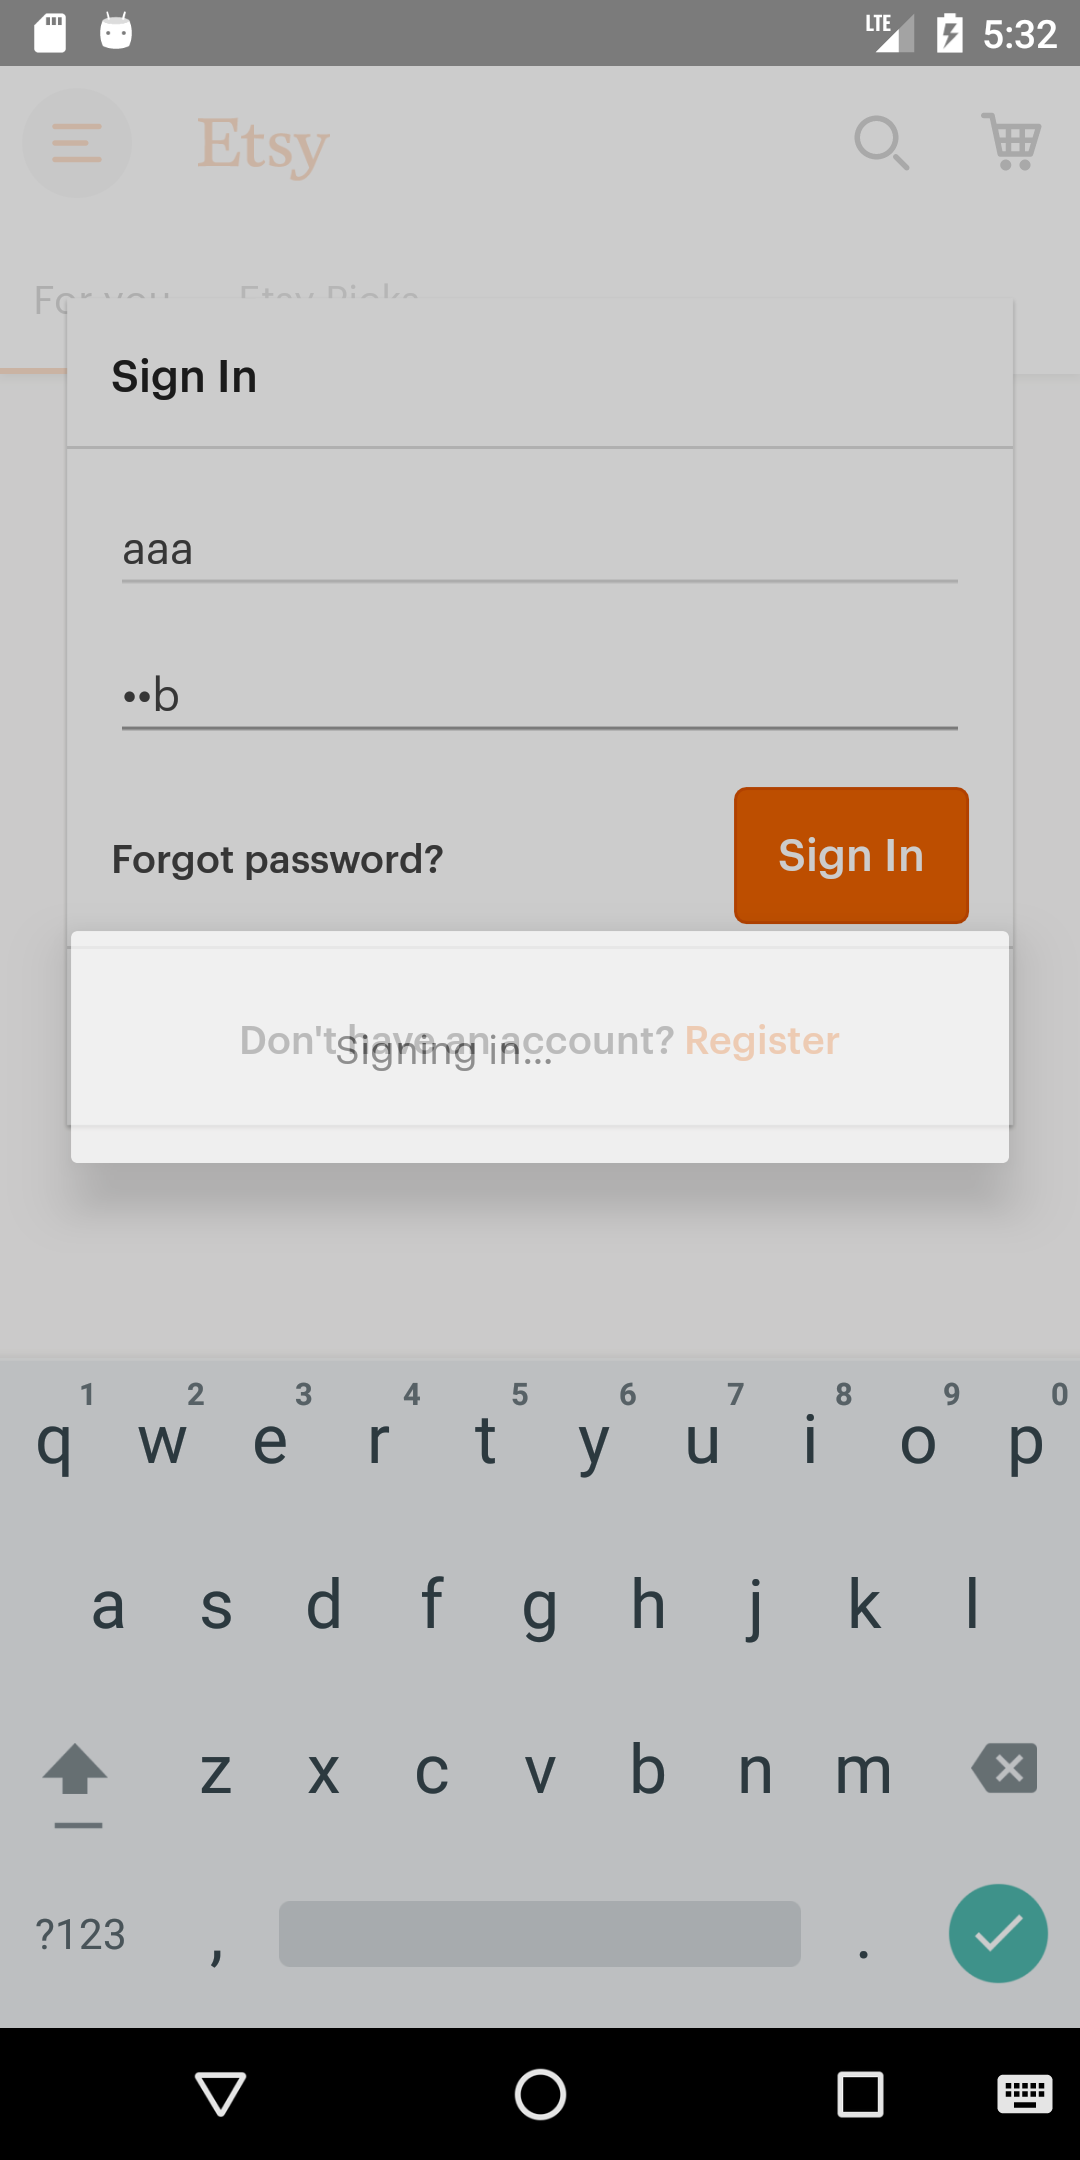 LTE 5:32
Etsy
For you Etsy Picks
Sign In
aaa
••b
Forgot password? Sign In
Don't have an account? Register
Signing in...
1 2 3 4 5 6 7 8 9 0
q w e r t y u i o p
a s d f g h j k l
z x c v b n m
?123 , .